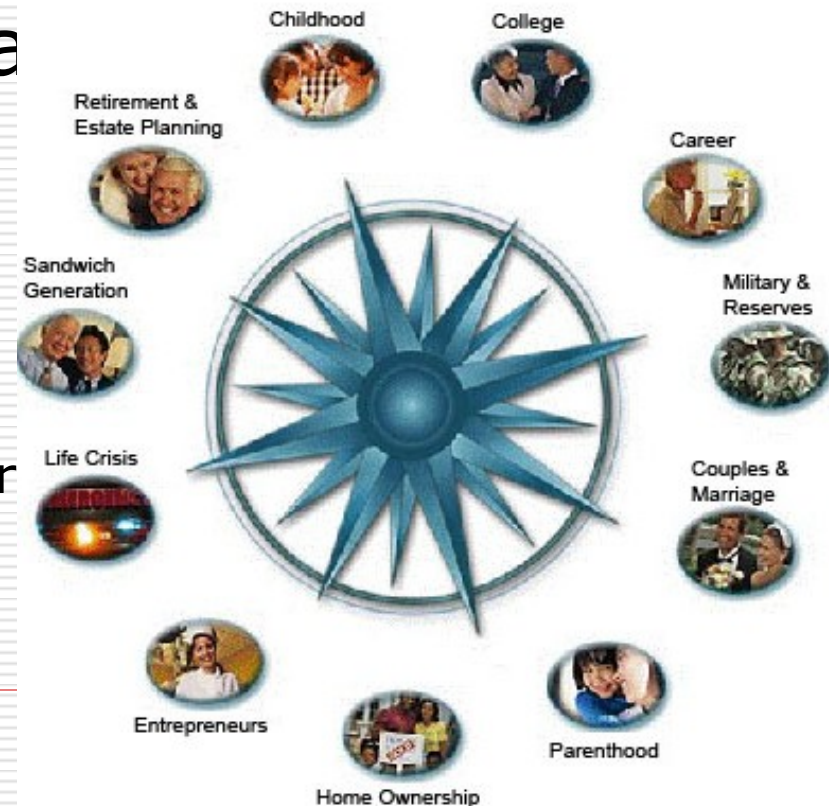 a
Childhood
College
Retirement &
Estate Planning
Career
Sandwich
Generation
Military &
Reserves
Life Crisis
r
Couples &
Marriage
Entrepreneurs
Parenthood
Home Ownership